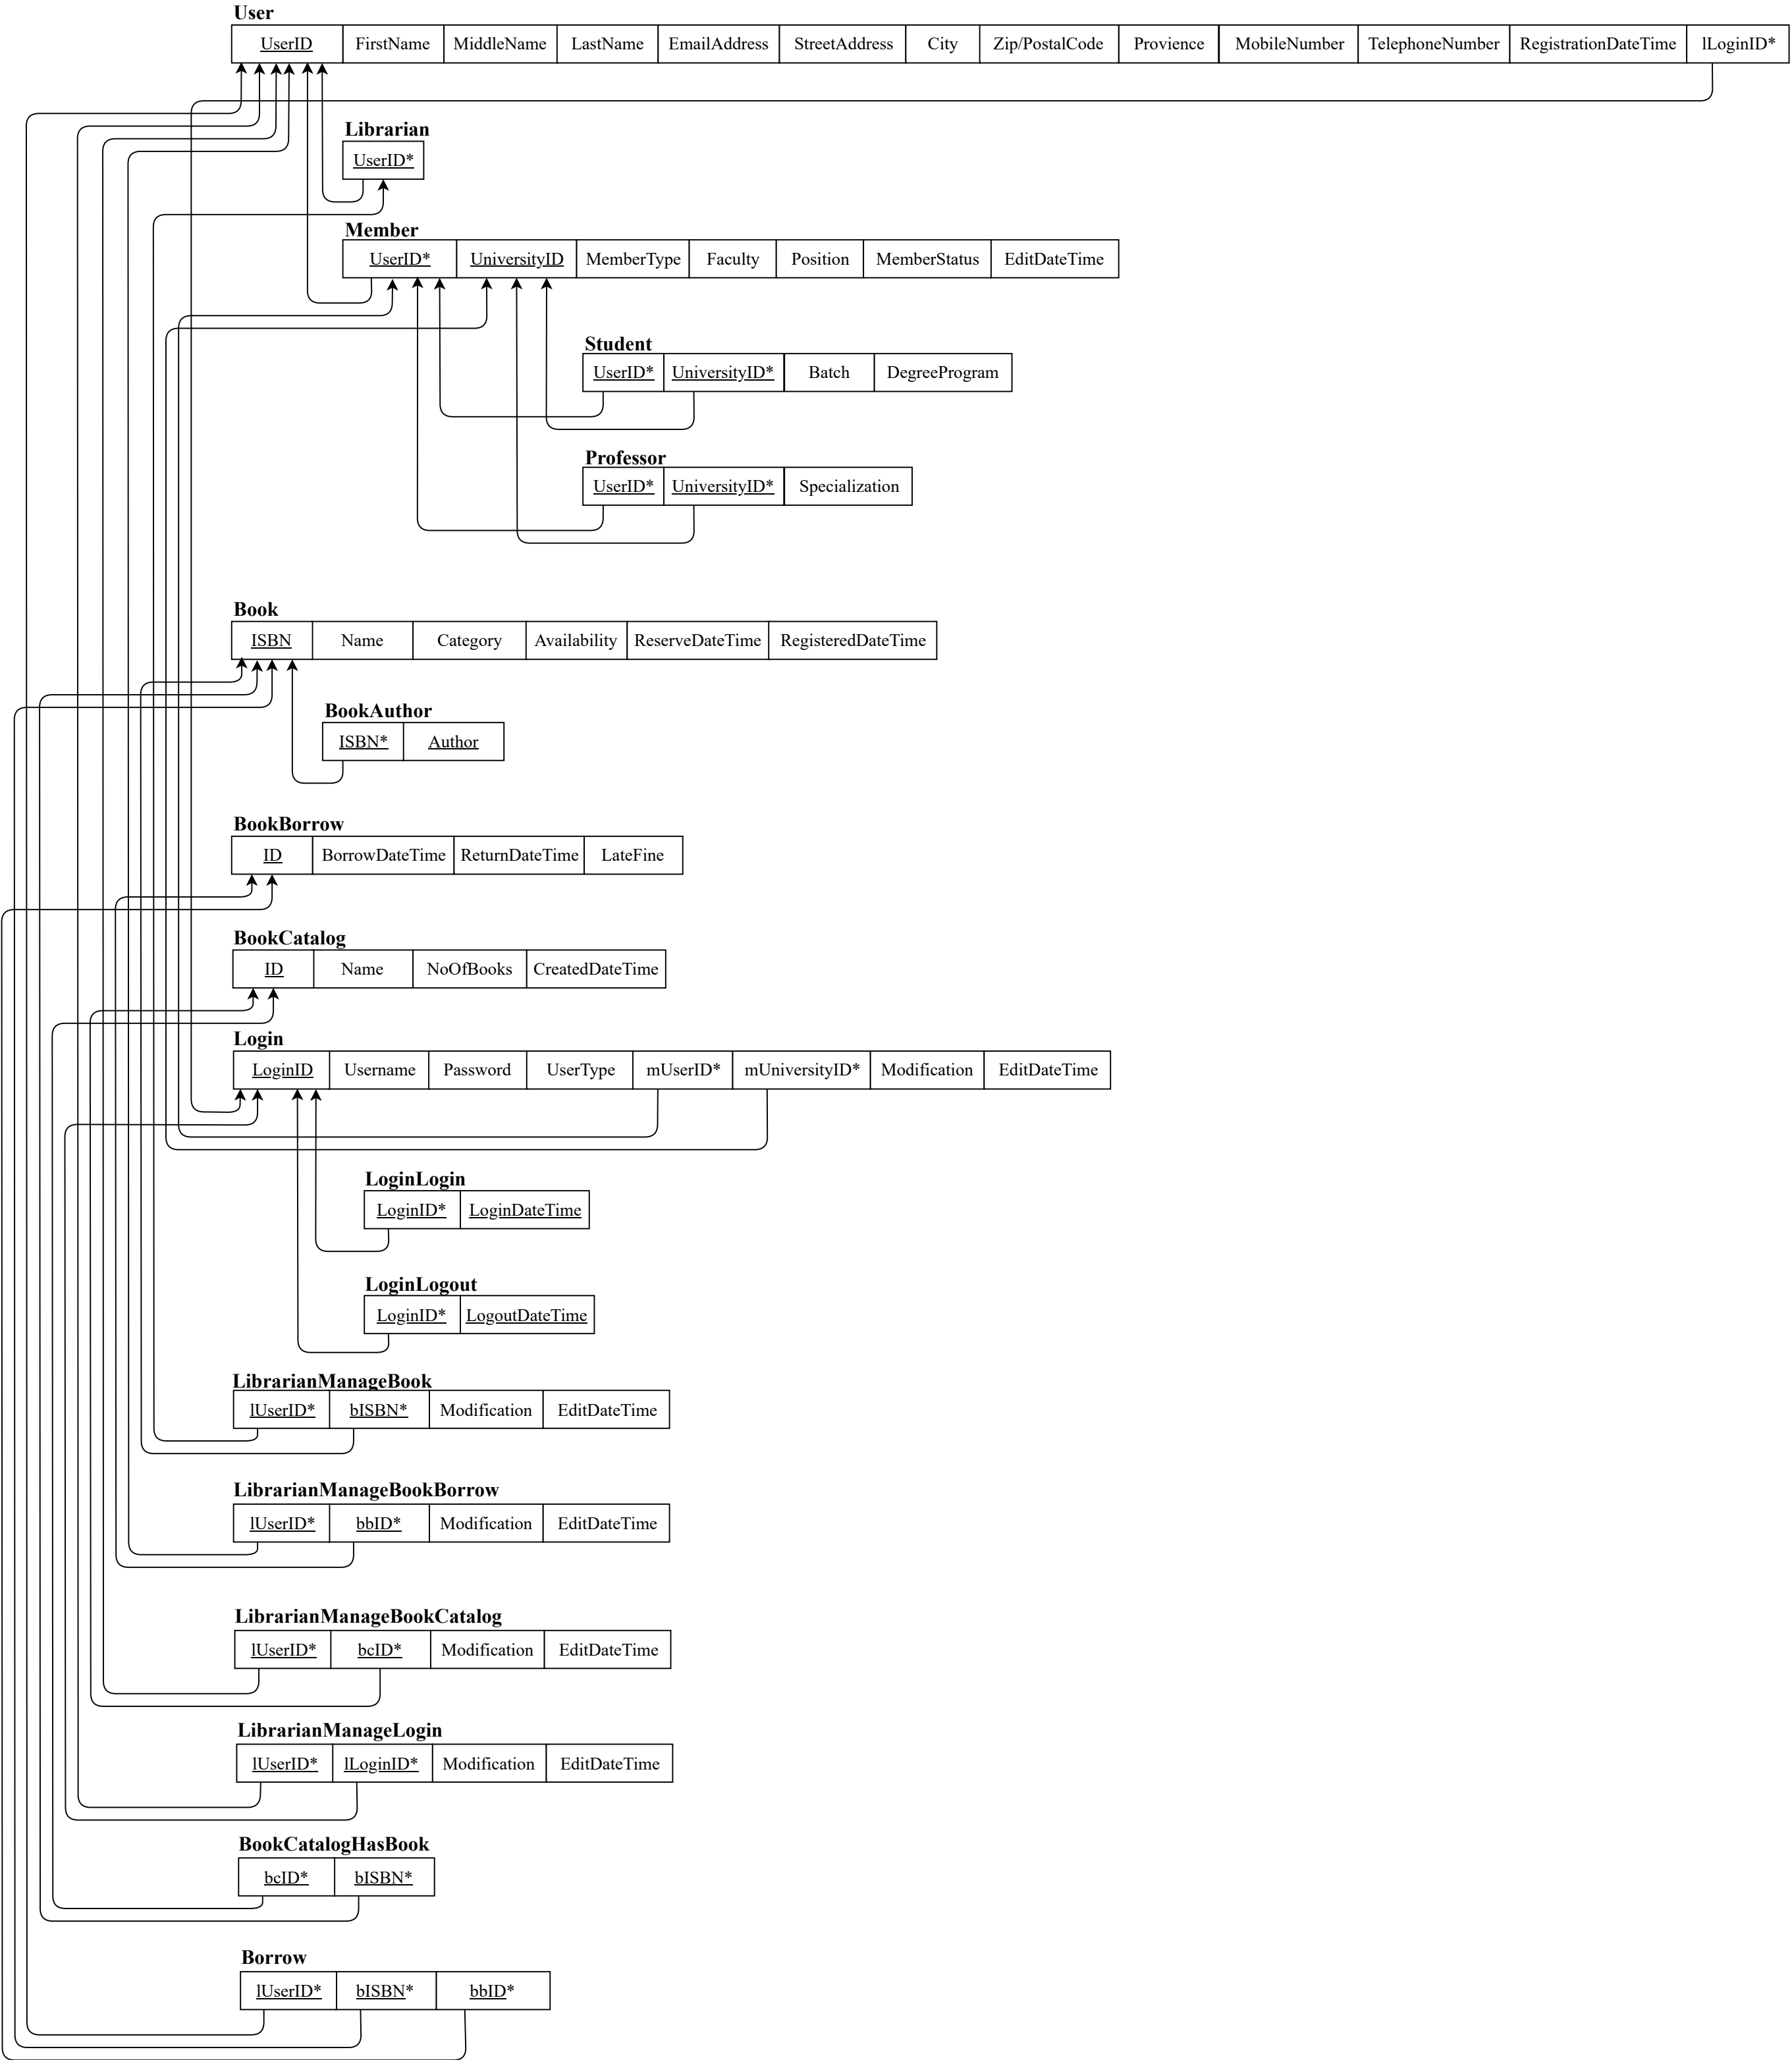 User
UserID FirstName MiddleName LastName EmailAddress StreetAddress City Zip/PostalCode Provience MobileNumber TelephoneNumber RegistrationDateTime lLoginID*
Librarian
UserID*
Member
UserID* UniversityID MemberType Faculty Position MemberStatus EditDateTime
Student
UserID* UniversityID* Batch DegreeProgram
Professor
UserID* UniversityID* Specialization
Book
ISBN Name Category Availability ReserveDateTime RegisteredDateTime
BookAuthor
ISBN* Author
BookBorrow
ID BorrowDateTime ReturnDateTime LateFine
BookCatalog
ID Name NoOfBooks CreatedDateTime
Login
LoginID Username Password UserType mUserID* mUniversityID* Modification EditDateTime
LoginLogin
LoginID* LoginDateTime
LoginLogout
LoginID* LogoutDateTime
LibrarianManageBook
lUserID* bISBN* Modification EditDateTime
LibrarianManageBookBorrow
lUserID* bbID* Modification EditDateTime
LibrarianManageBookCatalog
lUserID* bcID* Modification EditDateTime
LibrarianManageLogin
lUserID* lLoginID* Modification EditDateTime
BookCatalogHasBook
bcID* bISBN*
Borrow
lUserID* bISBN* bbID*